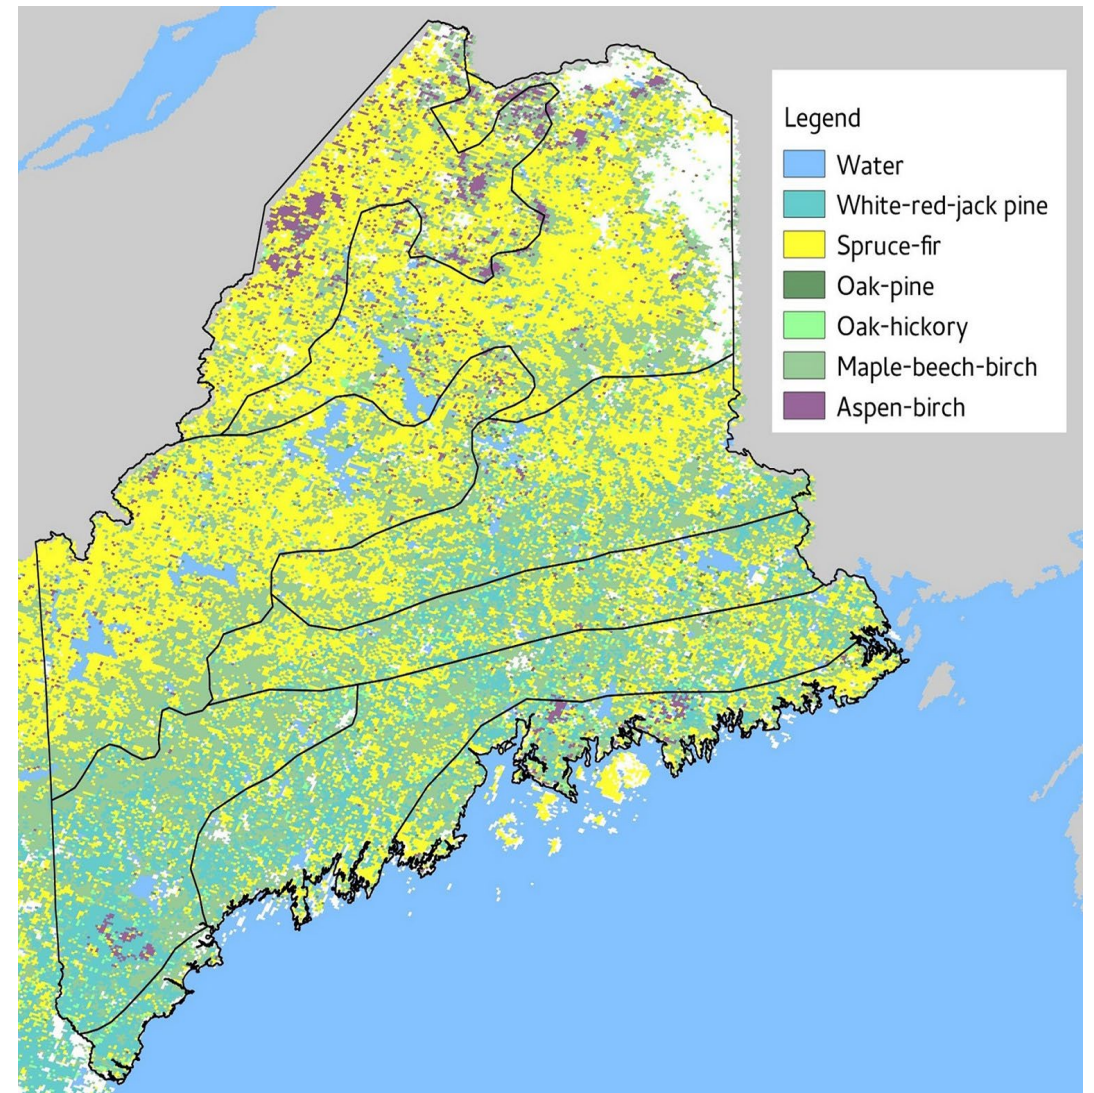 Legend
Water
White-red-jack pine
Spruce-fir
Oak-pine
Oak-hickory
Maple-beech-birch
Aspen-birch